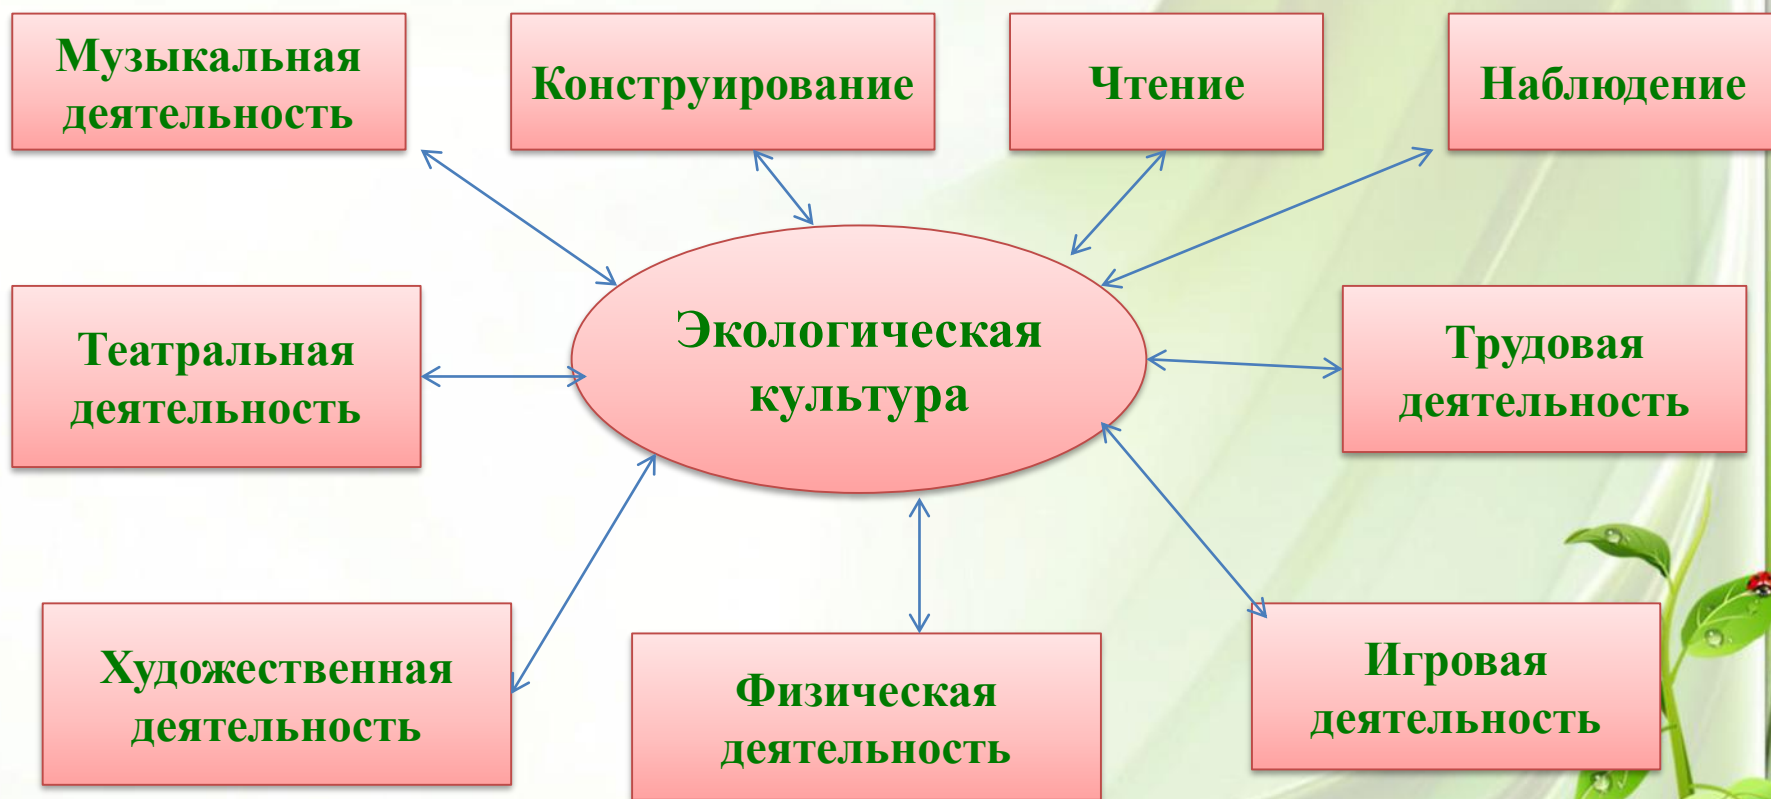 Музыкальная
деятельность
Конструирование
Чтение
Наблюдение
Театральная
деятельность
Экологическая
культура
Трудовая
деятельность
Художественная
деятельность
Физическая
деятельность
Игровая
деятельность